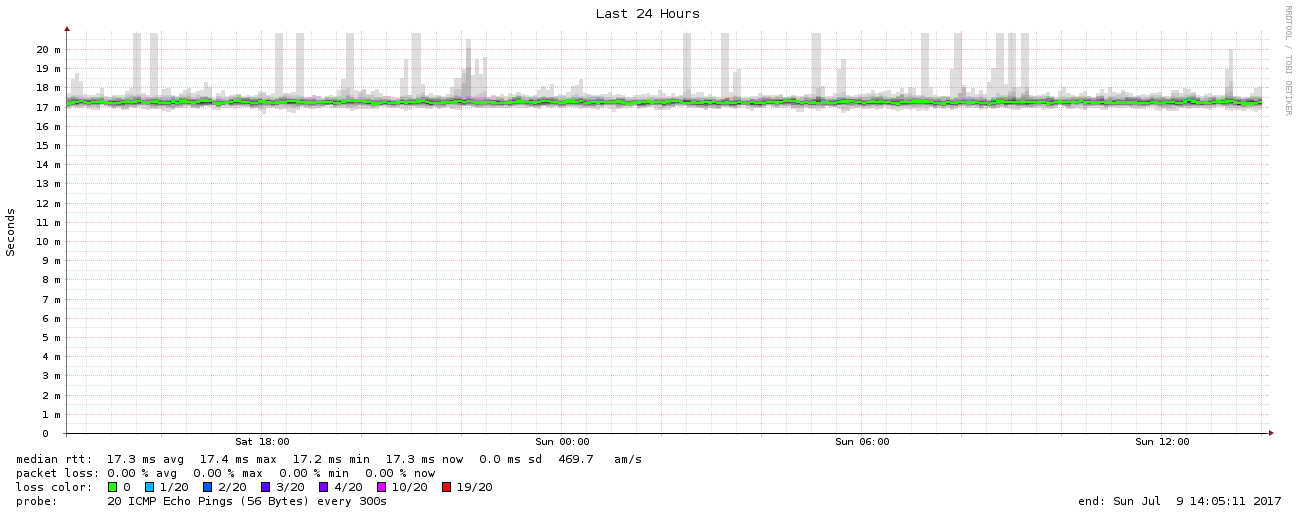 Last 24 Hours
RRDTOOL / TOBI OETIKER
Seconds
20 m
19 m
18 m
17 m
16 m
15 m
14 m
13 m
12 m
11 m
10 m
9 m
8 m
7 m
6 m
5 m
4 m
3 m
2 m
1 m
0
Sat 18:00 Sun 00:00 Sun 06:00 Sun 12:00
median rtt: 17.3 ms avg 17.4 ms max 17.2 ms min 17.3 ms now 0.0 ms sd 469.7 am/s
packet loss: 0.00 % avg 0.00 % max 0.00 % min 0.00 % now
loss color: 0 1/20 2/20 3/20 4/20 10/20 19/20
probe: 20 ICMP Echo Pings (56 Bytes) every 300s end: Sun Jul 9 14:05:11 2017